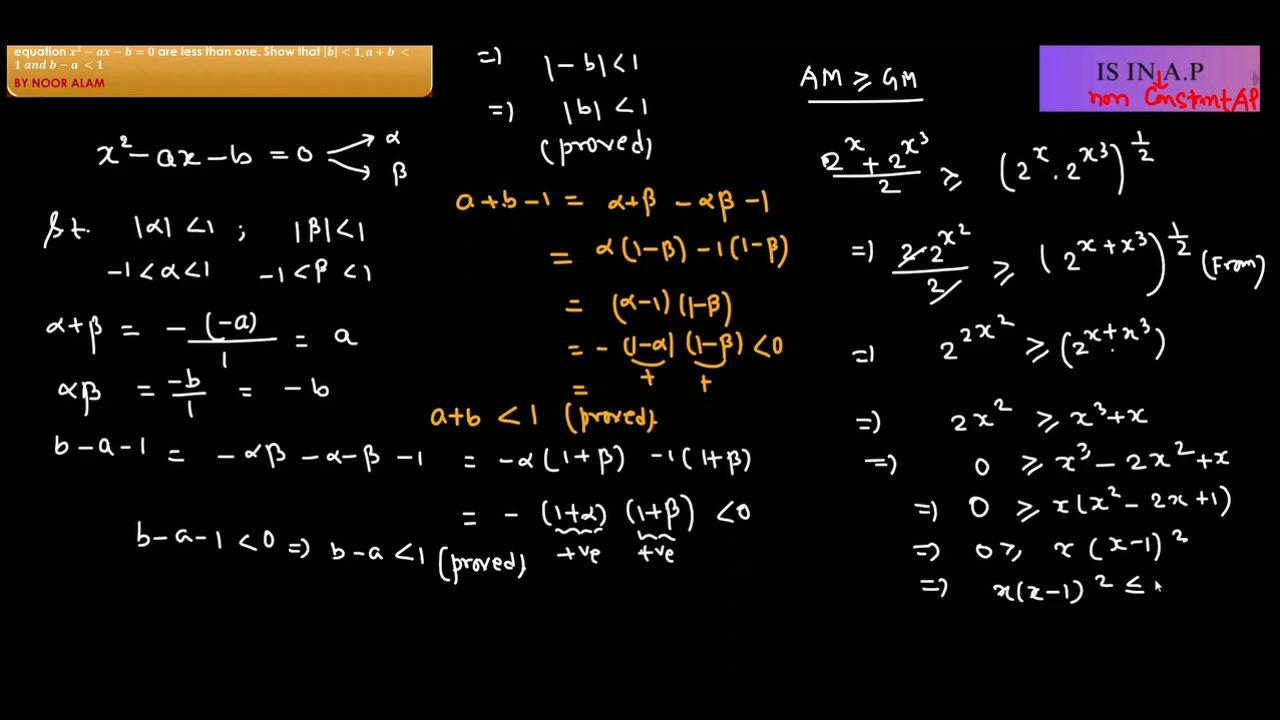 equation x² − ax − b = 0 are less than one. Show that |b| < 1, a + b <
1 and b − a < 1
BY NOOR ALAM
x² − ax − b = 0 → α
→ β
|α| < 1 ; |β| < 1
-1 < α < 1 -1 < β < 1
α+β = − (-a)/1 = a
αβ = -b/1 = -b
b − a − 1 = − αβ − α − β − 1 = −α(1+β) −1(1+β)
= − (1+α) (1+β) < 0
+ve +ve
b − a − 1 < 0 => b − a < 1 (proved)
=) |−b| < 1
=) |b| < 1
(proved)
a+b−1 = α+β − αβ −1
= α(1−β) −1(1−β)
= (α−1)(1−β)
= − (1−α) (1−β) < 0
+ +
=
a+b < 1 (proved).
IS IN A.P
non Constant AP
AM ≥ GM
(2^x + 2^x³)/2 ≥ (2^x . 2^x³)^½
=) (2·2^x²)/2 ≥ (2^x+x³)^½ (From)
=) 2^2x² ≥ (2^x+x³)
=) 2x² ≥ x³+x
=) 0 ≥ x³ − 2x² + x
=) 0 ≥ x(x² − 2x + 1)
=) 0 ≥ x (x−1)²
=) x(x−1)² ≤